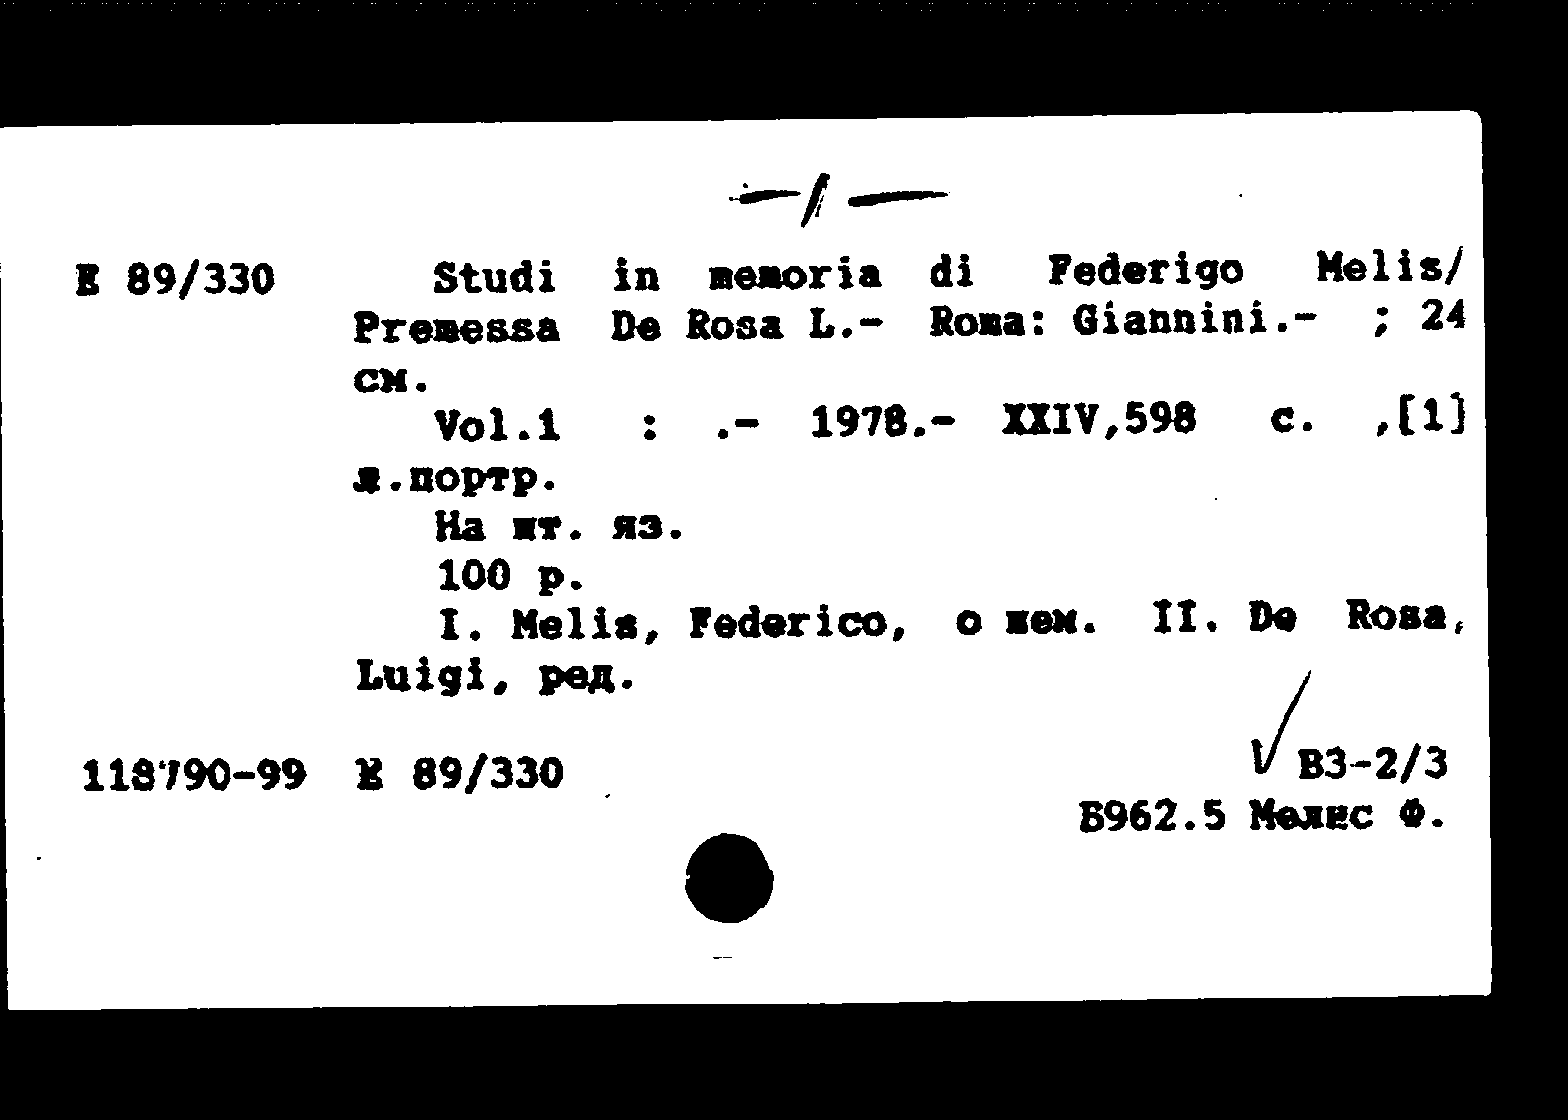 —1—
E 89/330 Studi in memoria di Federigo Melis/
Premessa De Rosa L.- Roma: Giannini.- ; 24
см.
Vol.1 : .- 1978.- XXIV,598 с. ,[1]
л.портр.
На ит. яз.
100 р.
I. Melis, Federico, о нем. II. De Rosa,
Luigi, ред.
118790-99 E 89/330 В3-2/3
Б962.5 Мелис Ф.